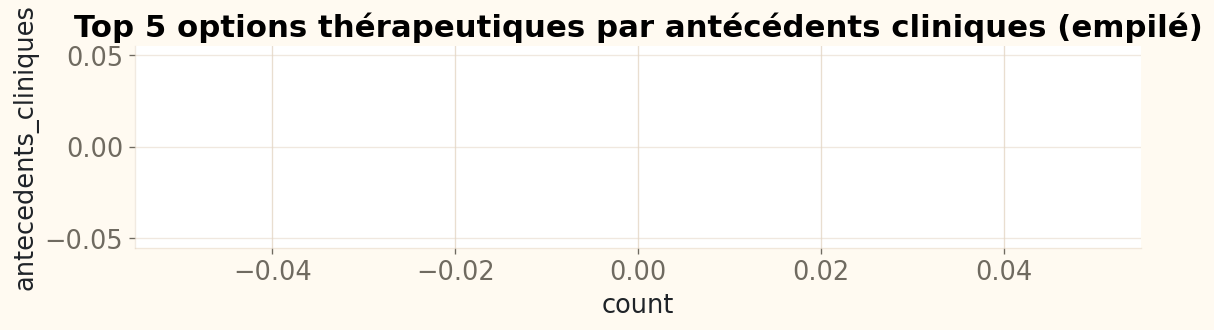 Top 5 options thérapeutiques par antécédents cliniques (empilé)
antecedents_cliniques
0.05
0.00
−0.05
−0.04
−0.02
0.00
0.02
0.04
count